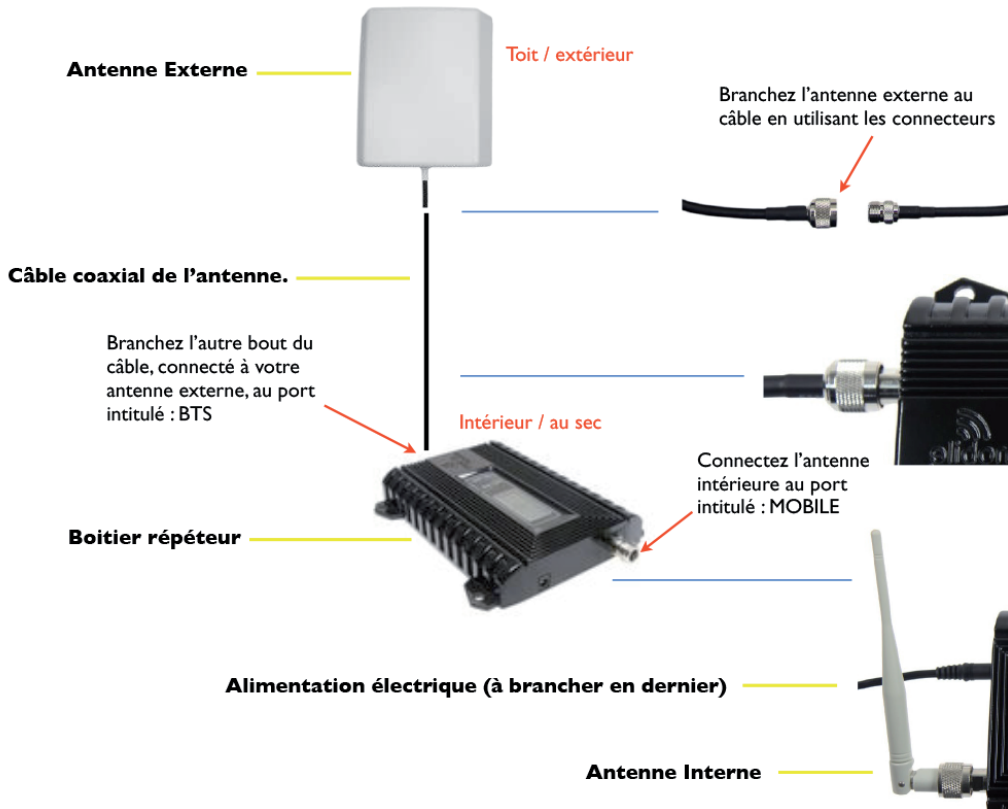 Antenne Externe
Toit / extérieur
Branchez l'antenne externe au
câble en utilisant les connecteurs
Câble coaxial de l'antenne.
Branchez l'autre bout du
câble, connecté à votre
antenne externe, au port
intitulé : BTS
Intérieur / au sec
Connectez l'antenne
intérieure au port
intitulé : MOBILE
Boitier répéteur
Alimentation électrique (à brancher en dernier)
Antenne Interne